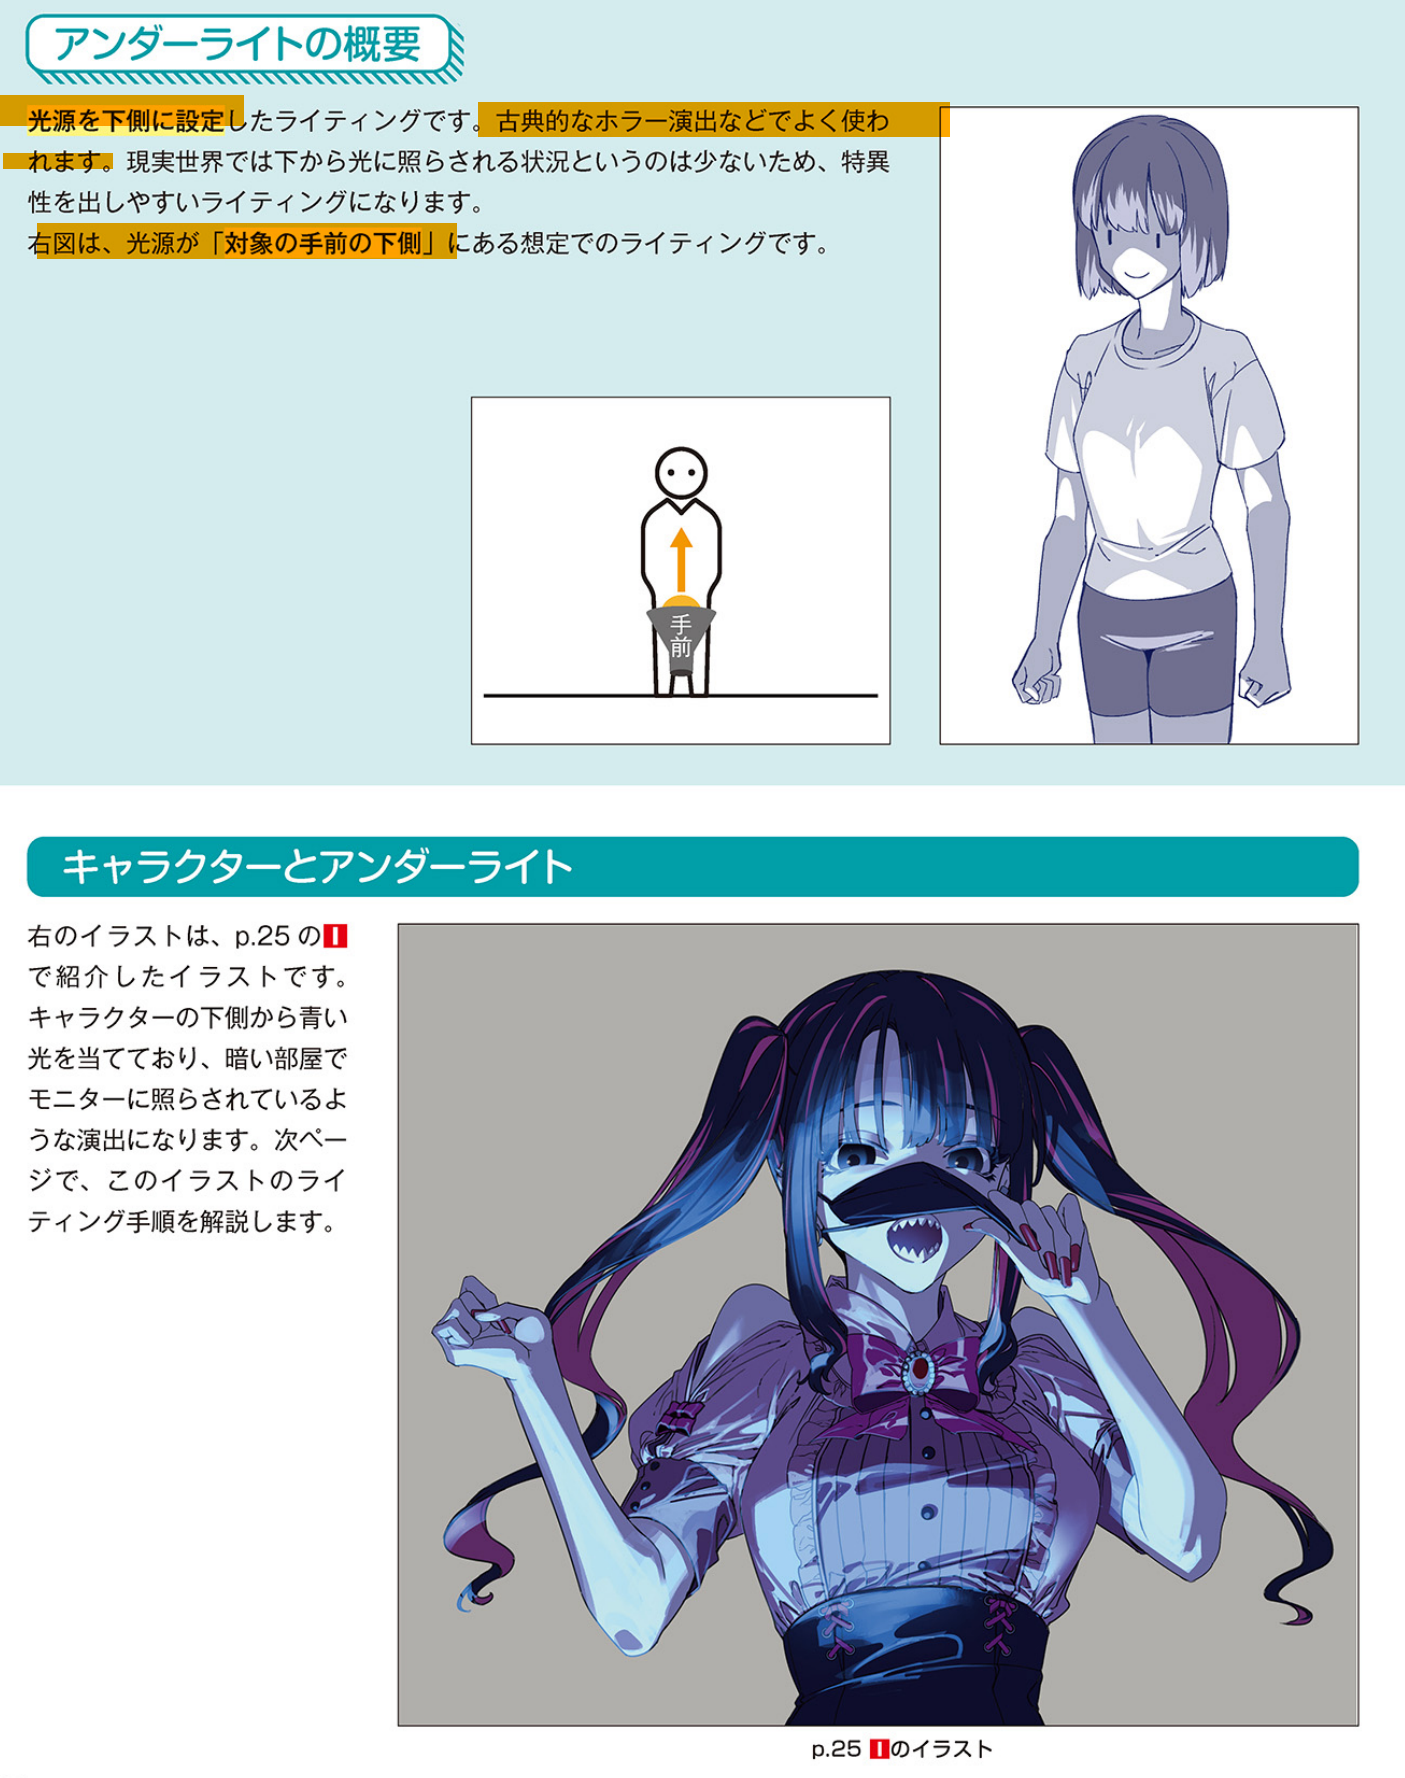 アンダーライトの概要
光源を下側に設定したライティングです。古典的なホラー演出などでよく使わ
れます。現実世界では下から光に照らされる状況というのは少ないため、特異
性を出しやすいライティングになります。
右図は、光源が「対象の手前の下側」にある想定でのライティングです。
手
前
キャラクターとアンダーライト
右のイラストは、p.25 のI
で紹介したイラストです。
キャラクターの下側から青い
光を当てており、暗い部屋で
モニターに照らされているよ
うな演出になります。次ペー
ジで、このイラストのライ
ティング手順を解説します。
p.25 Iのイラスト